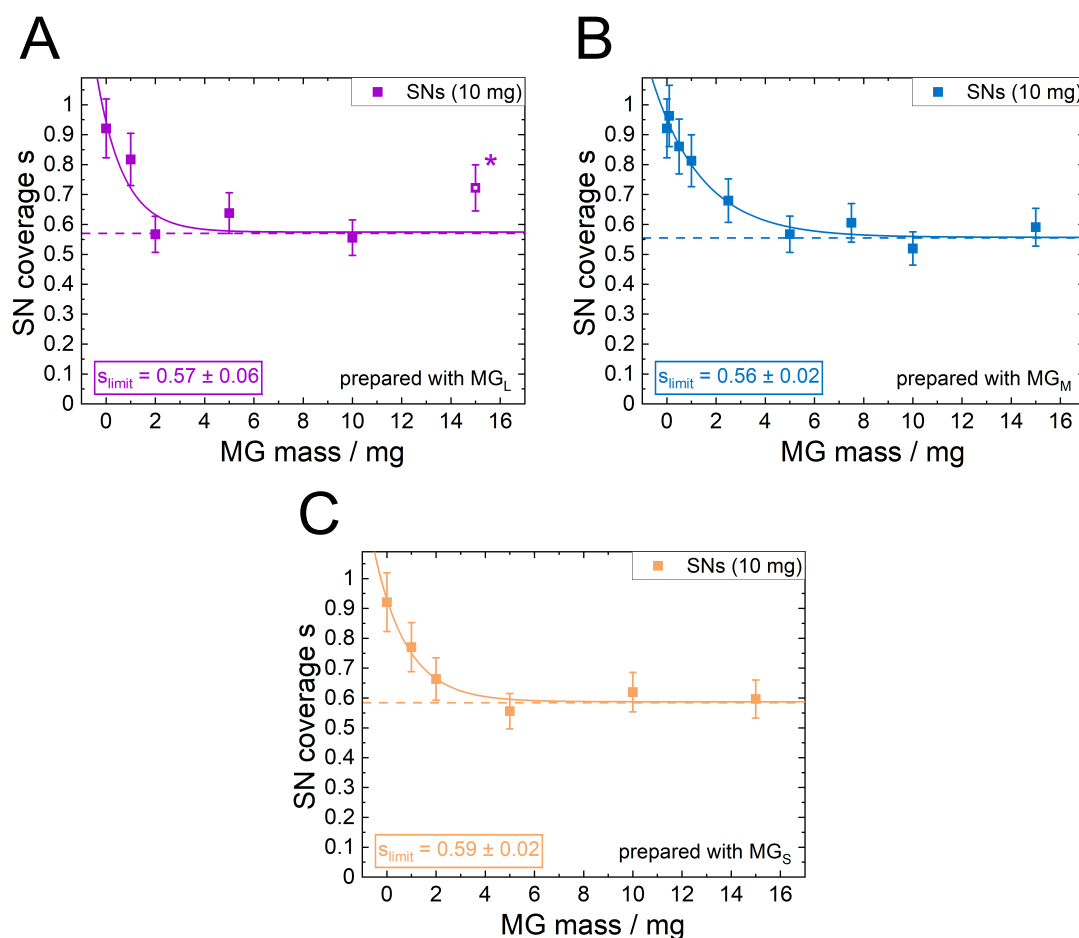 A
SNs (10 mg)
1
0.9
0.8
0.7
0.6
0.5
0.4
0.3
0.2
0.1
0
SN coverage s
*
s_limit = 0.57 ± 0.06
prepared with MG_L
0 2 4 6 8 10 12 14 16
MG mass / mg
B
SNs (10 mg)
1
0.9
0.8
0.7
0.6
0.5
0.4
0.3
0.2
0.1
0
SN coverage s
s_limit = 0.56 ± 0.02
prepared with MG_M
0 2 4 6 8 10 12 14 16
MG mass / mg
C
SNs (10 mg)
1
0.9
0.8
0.7
0.6
0.5
0.4
0.3
0.2
0.1
0
SN coverage s
s_limit = 0.59 ± 0.02
prepared with MG_S
0 2 4 6 8 10 12 14 16
MG mass / mg